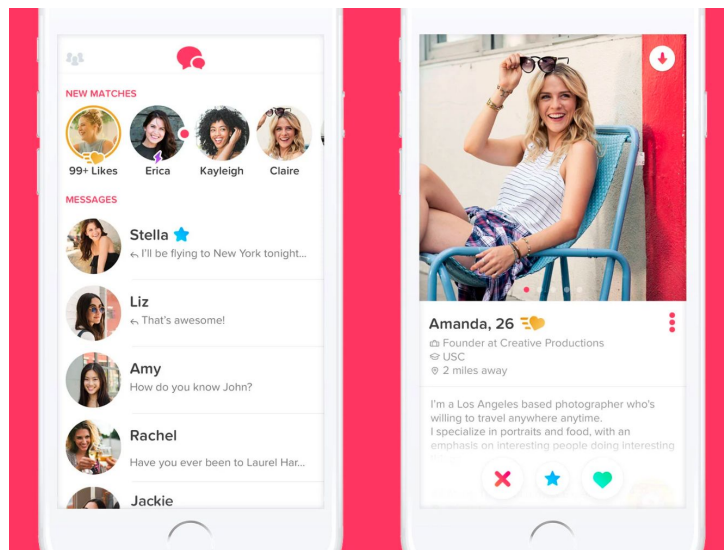 NEW MATCHES
99+ Likes
Erica
Kayleigh
Claire
MESSAGES
Stella
I'll be flying to New York tonight...
Liz
That's awesome!
Amy
How do you know John?
Rachel
Have you ever been to Laurel Har...
Jackie
Amanda, 26
Founder at Creative Productions
USC
2 miles away
I'm a Los Angeles based photographer who's
willing to travel anywhere anytime.
I specialize in portraits and food, with an
emphasis on interesting people doing interesting